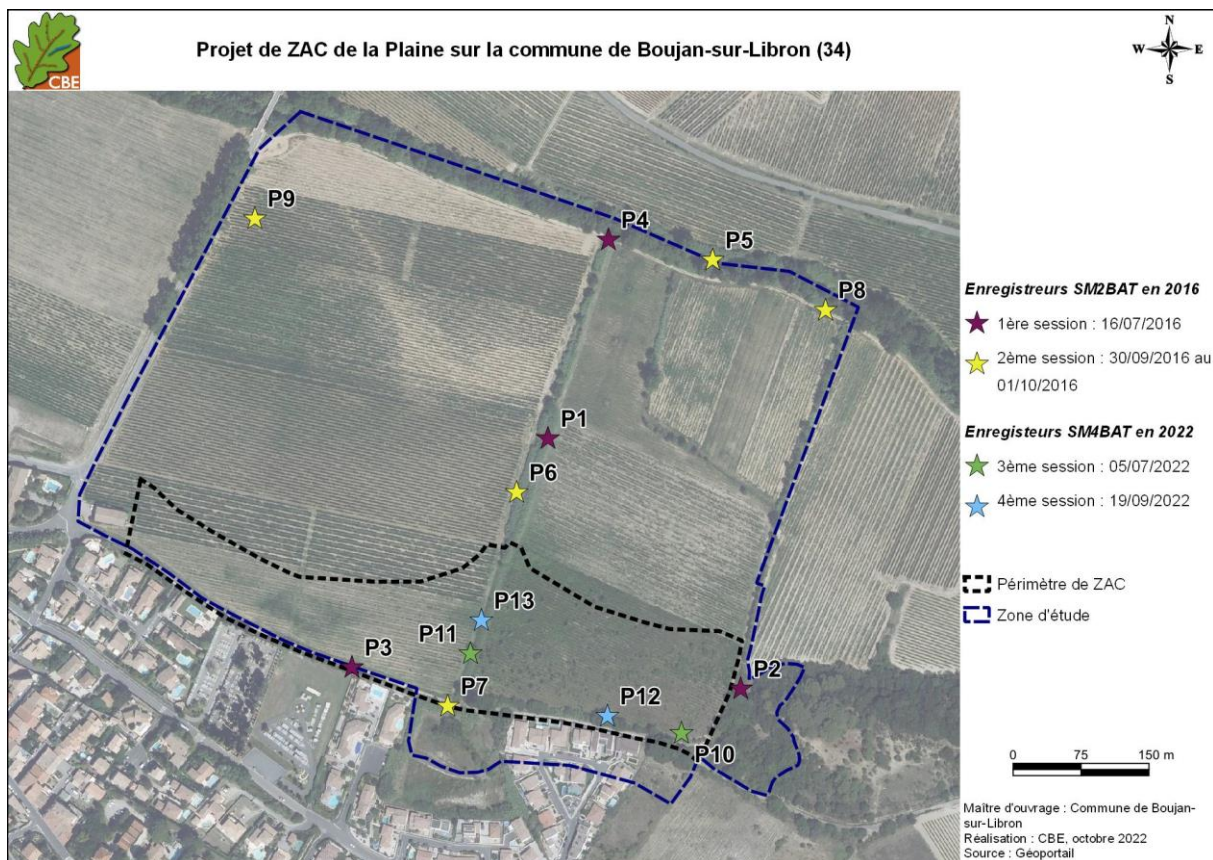 Projet de ZAC de la Plaine sur la commune de Boujan-sur-Libron (34)
CBE
N
W
E
S
P9
P4
P5
P8
P1
P6
P13
P11
P3
P7
P12
P2
P10
Enregistreurs SM2BAT en 2016
1ère session : 16/07/2016
2ème session : 30/09/2016 au
01/10/2016
Enregisteurs SM4BAT en 2022
3ème session : 05/07/2022
4ème session : 19/09/2022
Périmètre de ZAC
Zone d'étude
0 75 150 m
Maître d'ouvrage : Commune de Boujan-
sur-Libron
Réalisation : CBE, octobre 2022
Source : Géoportail